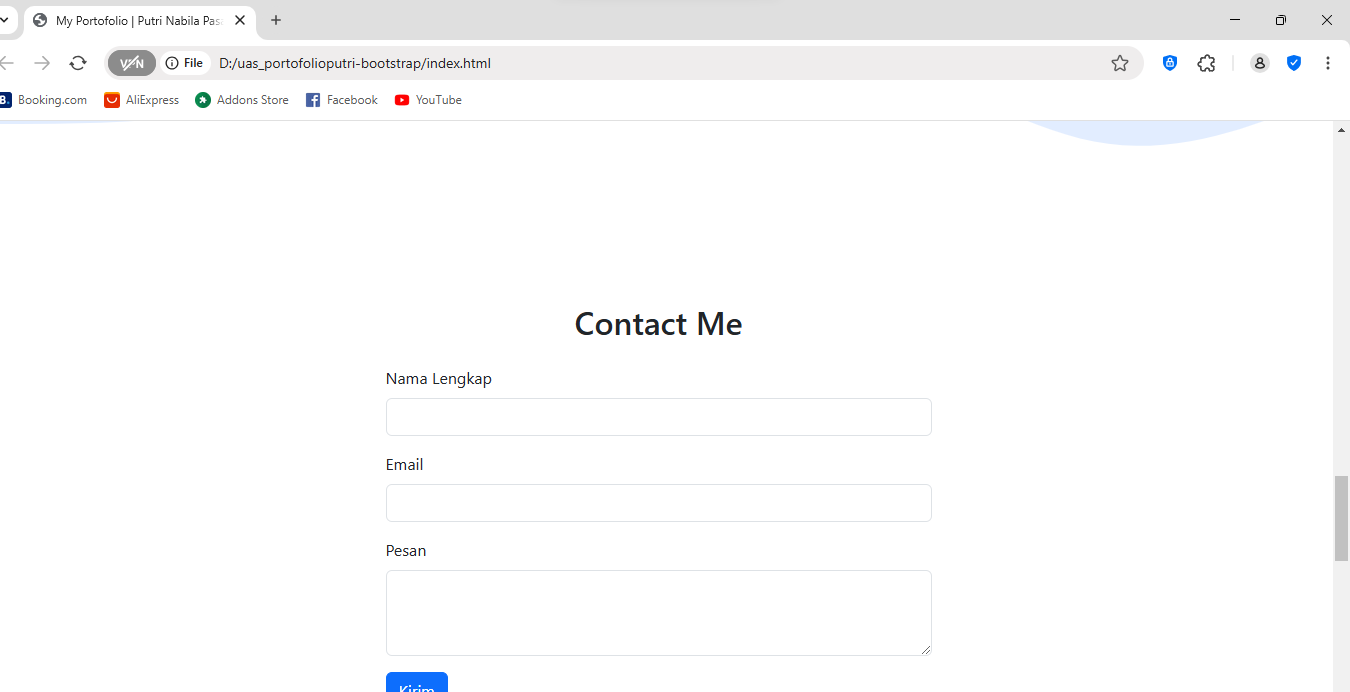 My Portofolio | Putri Nabila Pas
VPN File D:/uas_portofolioputri-bootstrap/index.html
B. Booking.com AliExpress Addons Store Facebook YouTube
Contact Me
Nama Lengkap
Email
Pesan
Kirim